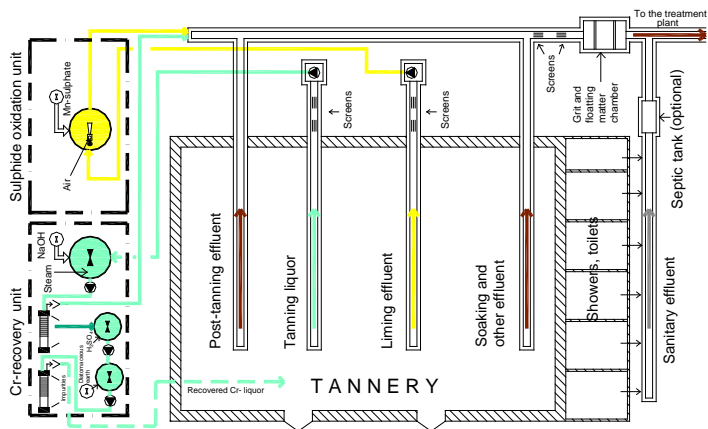 To the treatment
plant
Sulphide oxidation unit
Mn-sulphate
Air
Screens
Screens
Screens
Grit and
floatting
matter
chamber
Septic tank (optional)
Cr-recovery unit
NaOH
Steam
H₂SO₄
Diatomaceous
earth
Impurities
Post-tanning effluent
Tanning liquor
Liming effluent
Soaking and
other effluent
Showers, toilets
Sanitary effluent
Recovered Cr- liquor
TANNERY